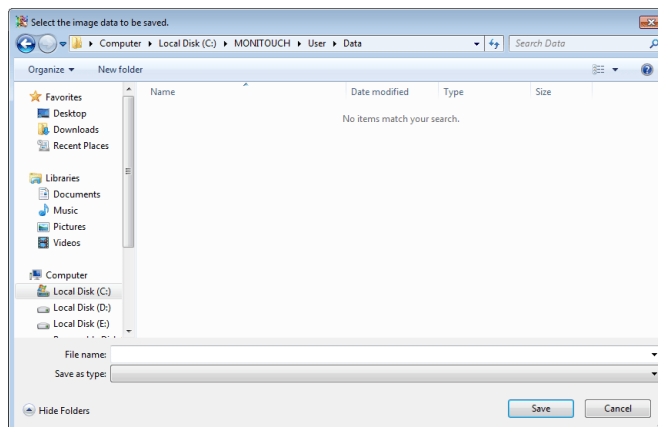 Select the image data to be saved.
Computer ▸ Local Disk (C:) ▸ MONITOUCH ▸ User ▸ Data
Search Data
Organize
New folder
Name
Date modified
Type
Size
No items match your search.
Favorites
Desktop
Downloads
Recent Places
Libraries
Documents
Music
Pictures
Videos
Computer
Local Disk (C:)
Local Disk (D:)
Local Disk (E:)
File name:
Save as type:
Hide Folders
Save
Cancel